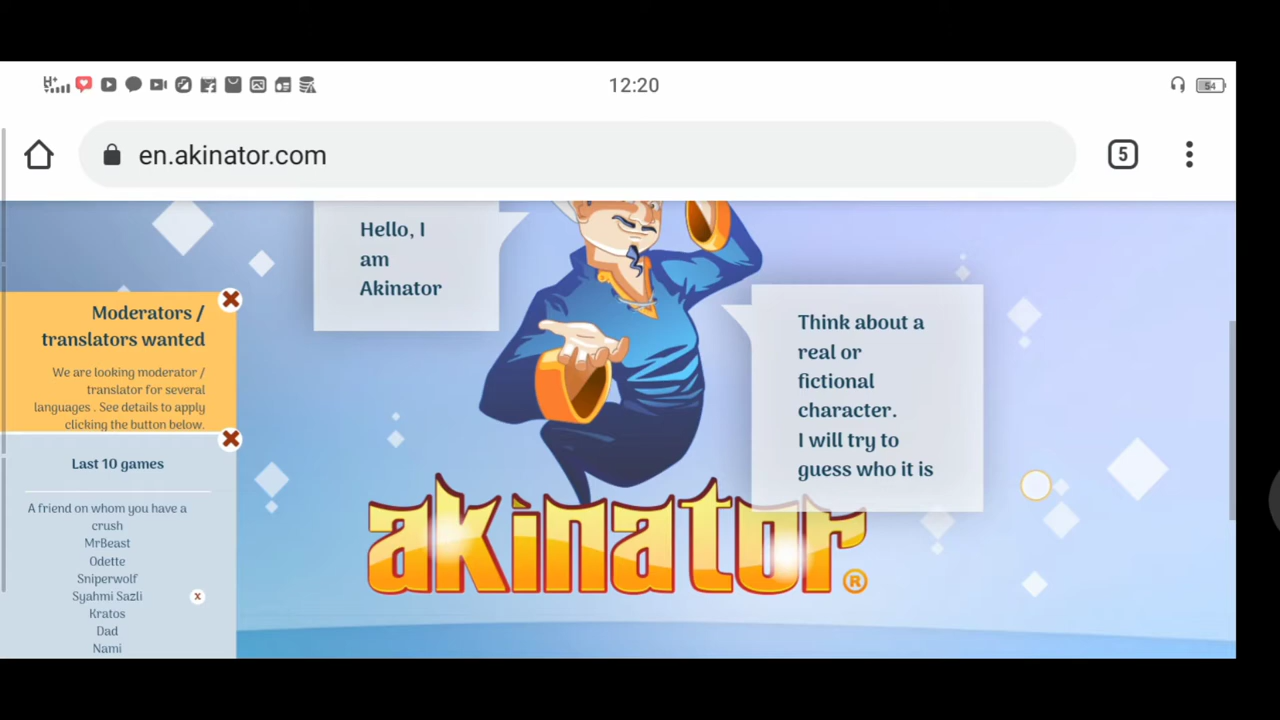 H+
12:20
54
en.akinator.com
5
Hello, I
am
Akinator
Think about a
real or
fictional
character.
I will try to
guess who it is
Moderators /
translators wanted
We are looking moderator /
translator for several
languages . See details to apply
clicking the button below.
Last 10 games
A friend on whom you have a
crush
MrBeast
Odette
Sniperwolf
Syahmi Sazli
x
Kratos
Dad
Nami
akinator®